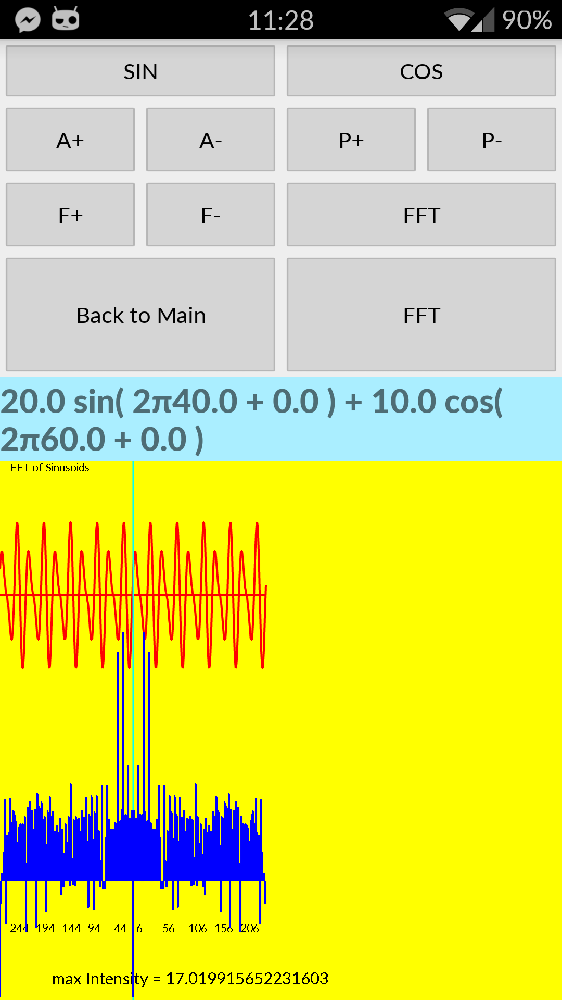 11:28 90%
SIN COS
A+ A- P+ P-
F+ F- FFT
Back to Main FFT
20.0 sin( 2π40.0 + 0.0 ) + 10.0 cos(
2π60.0 + 0.0 )
FFT of Sinusoids
-244 -194 -144 -94 -44 6 56 106 156 206
max Intensity = 17.019915652231603